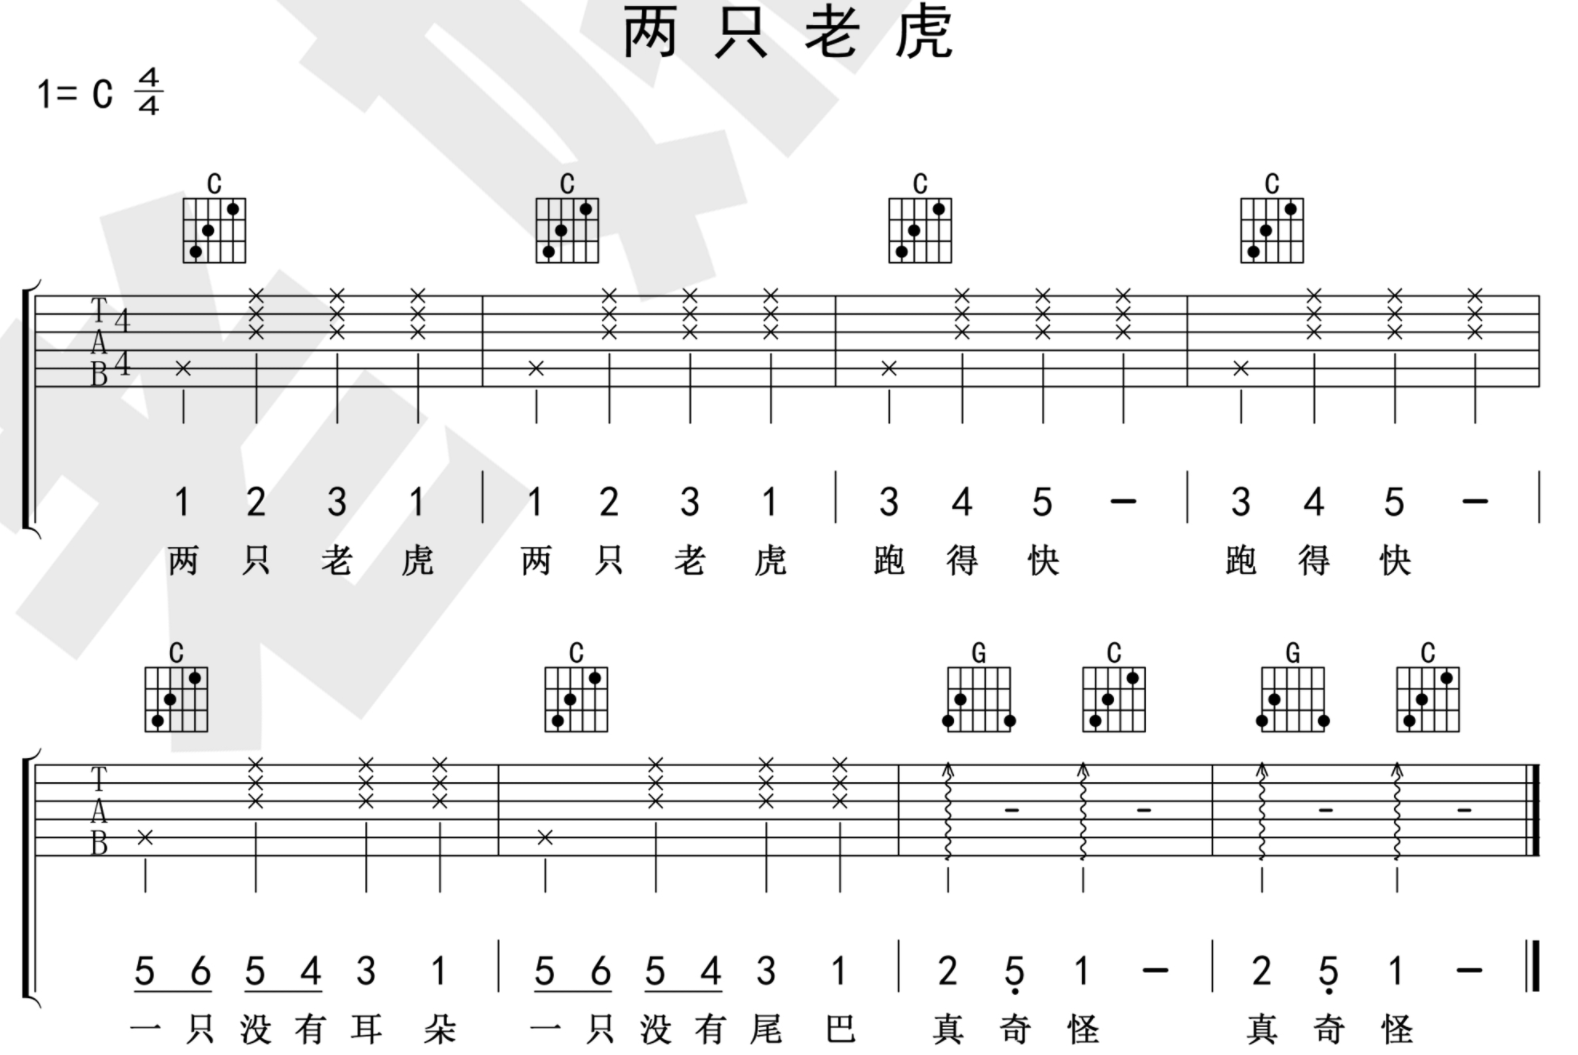 两只老虎
1= C 4/4
C C C C
T A B 4 4
1 2 3 1 | 1 2 3 1 | 3 4 5 – | 3 4 5 – |
两 只 老 虎 两 只 老 虎 跑 得 快 跑 得 快
C C G C G C
T A B
5 6 5 4 3 1 | 5 6 5 4 3 1 | 2 5̣ 1 – | 2 5̣ 1 –
一 只 没 有 耳 朵 一 只 没 有 尾 巴 真 奇 怪 真 奇 怪